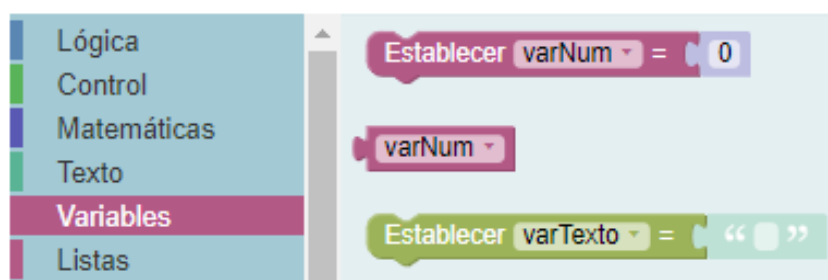 Lógica
Control
Matemáticas
Texto
Variables
Listas
Establecer varNum = 0
varNum
Establecer varTexto = “ ”